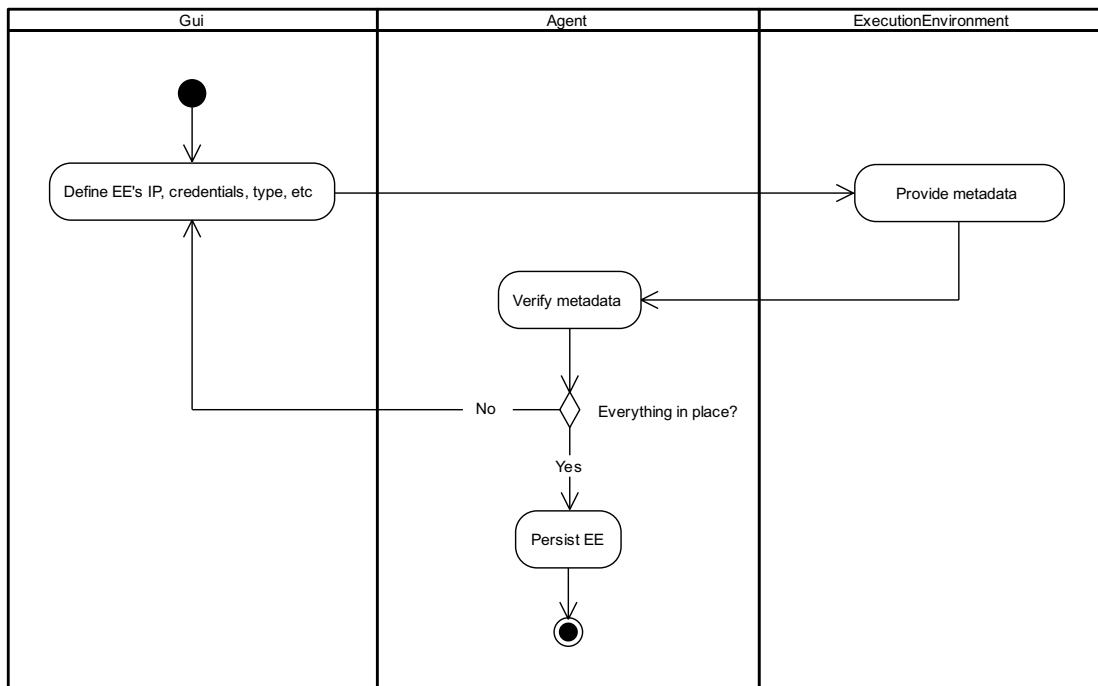 Gui
Agent
ExecutionEnvironment
Define EE's IP, credentials, type, etc
Provide metadata
Verify metadata
No
Everything in place?
Yes
Persist EE